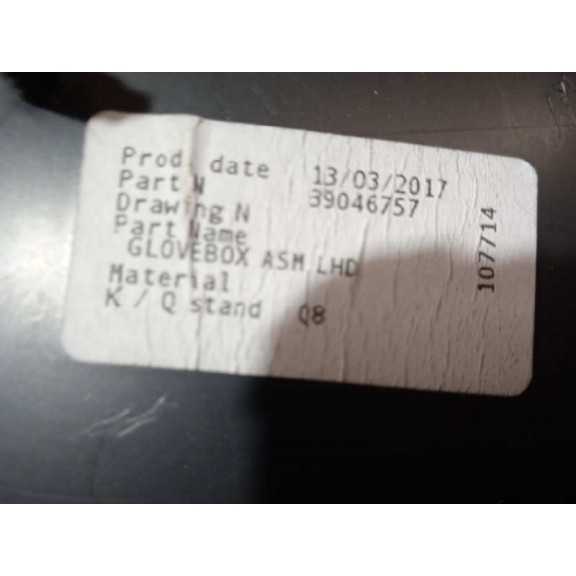 Prod. date 13/03/2017
Part N 39046757
Drawing N
Part Name
GLOVEBOX ASM LHD
Material
K / Q stand Q8
107714